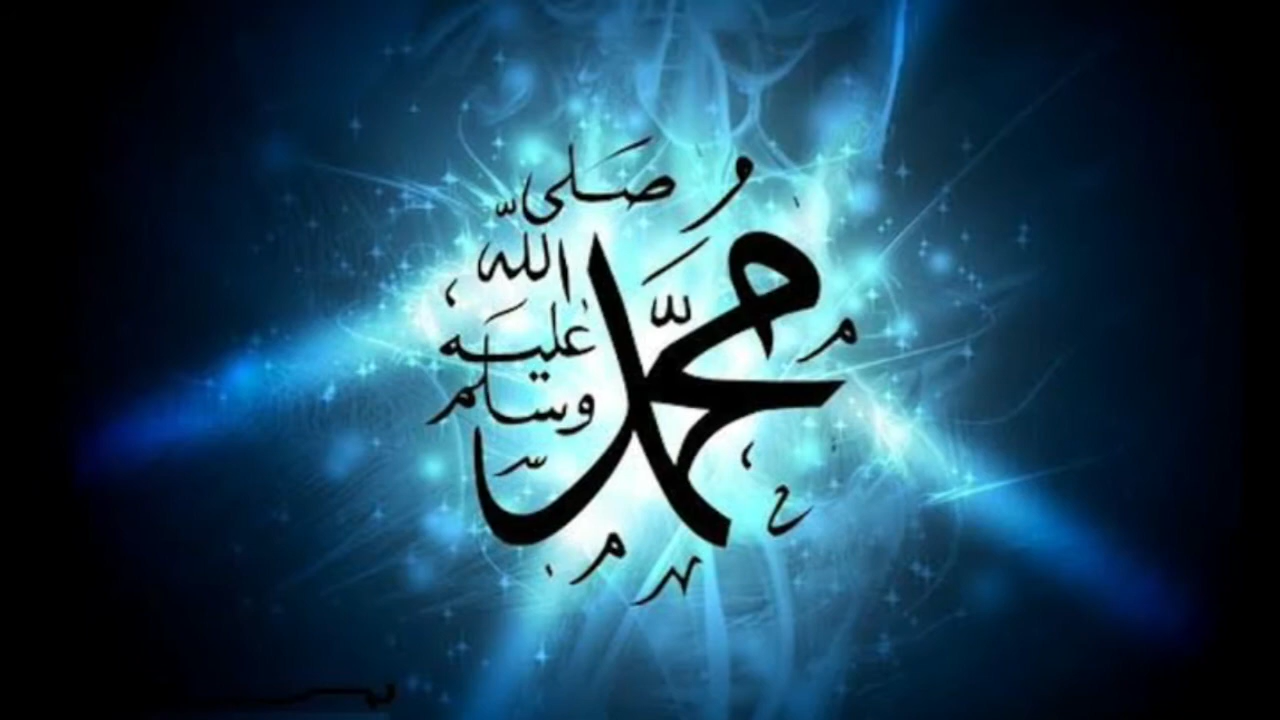 محمد
صلى
الله
عليه
وسلم